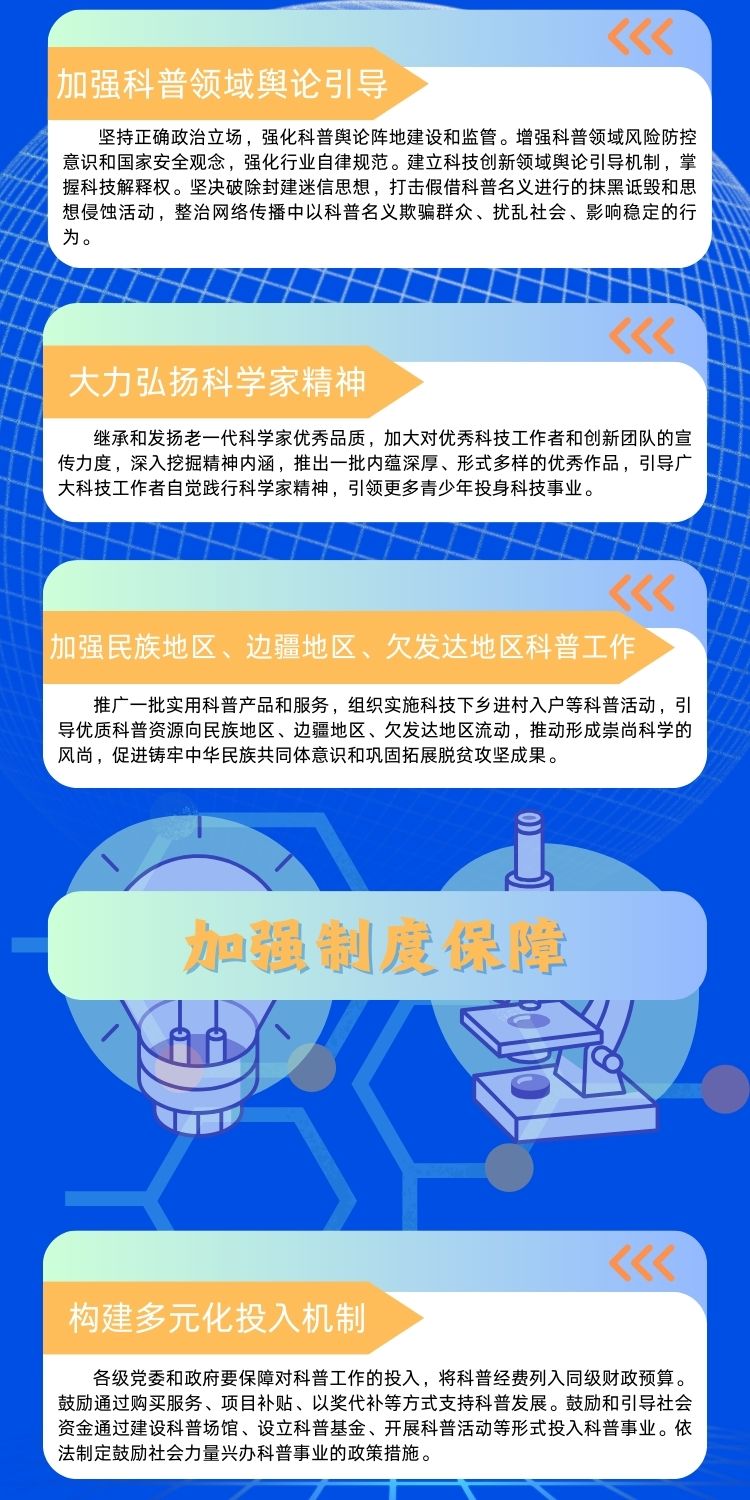 加强科普领域舆论引导
坚持正确政治立场，强化科普舆论阵地建设和监管。增强科普领域风险防控
意识和国家安全观念，强化行业自律规范。建立科技创新领域舆论引导机制，掌
握科技解释权。坚决破除封建迷信思想，打击假借科普名义进行的抹黑诋毁和思
想侵蚀活动，整治网络传播中以科普名义欺骗群众、扰乱社会、影响稳定的行
为。
大力弘扬科学家精神
继承和发扬老一代科学家优秀品质，加大对优秀科技工作者和创新团队的宣
传力度，深入挖掘精神内涵，推出一批内蕴深厚、形式多样的优秀作品，引导广
大科技工作者自觉践行科学家精神，引领更多青少年投身科技事业。
加强民族地区、边疆地区、欠发达地区科普工作
推广一批实用科普产品和服务，组织实施科技下乡进村入户等科普活动，引
导优质科普资源向民族地区、边疆地区、欠发达地区流动，推动形成崇尚科学的
风尚，促进铸牢中华民族共同体意识和巩固拓展脱贫攻坚成果。
加强制度保障
构建多元化投入机制
各级党委和政府要保障对科普工作的投入，将科普经费列入同级财政预算。
鼓励通过购买服务、项目补贴、以奖代补等方式支持科普发展。鼓励和引导社会
资金通过建设科普场馆、设立科普基金、开展科普活动等形式投入科普事业。依
法制定鼓励社会力量兴办科普事业的政策措施。